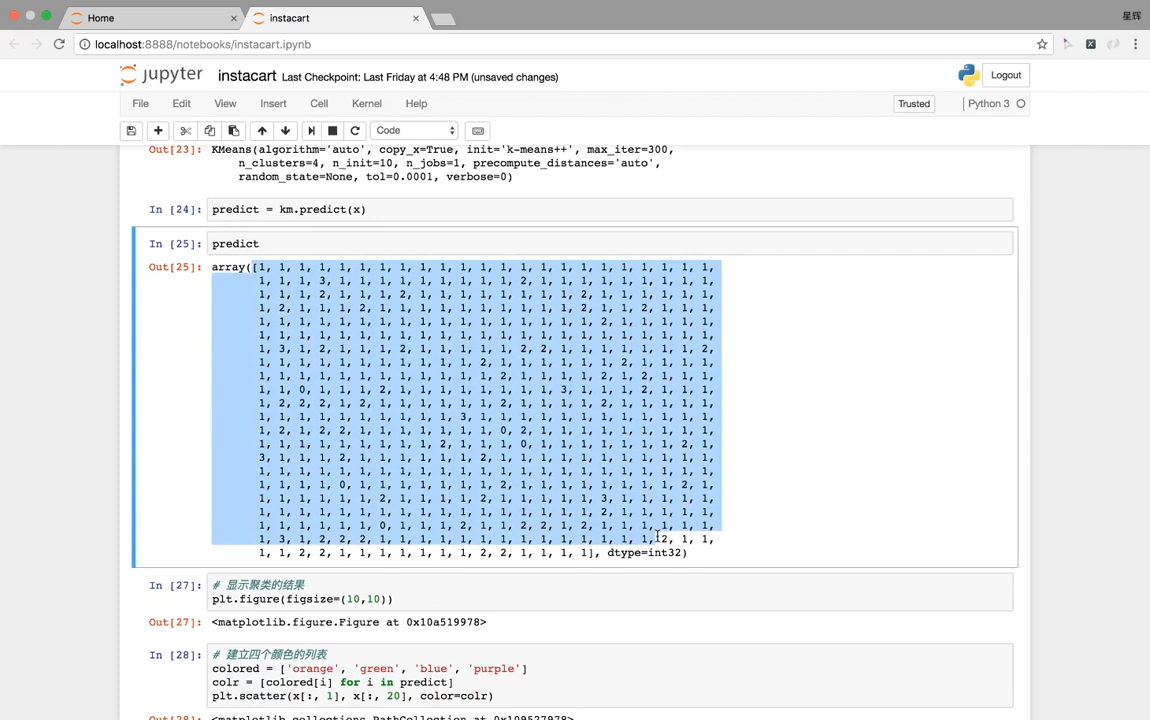 Home
instacart
星辉
localhost:8888/notebooks/instacart.ipynb
jupyter instacart Last Checkpoint: Last Friday at 4:48 PM (unsaved changes)
Logout
File Edit View Insert Cell Kernel Help
Trusted
Python 3
Code
Out[23]: KMeans(algorithm='auto', copy_x=True, init='k-means++', max_iter=300,
n_clusters=4, n_init=10, n_jobs=1, precompute_distances='auto',
random_state=None, tol=0.0001, verbose=0)
In [24]: predict = km.predict(x)
In [25]: predict
Out[25]: array([1, 1, 1, 1, 1, 1, 1, 1, 1, 1, 1, 1, 1, 1, 1, 1, 1, 1, 1, 1, 1, 1, 1,
1, 1, 1, 3, 1, 1, 1, 1, 1, 1, 1, 1, 1, 2, 1, 1, 1, 1, 1, 1, 1, 1, 1,
1, 1, 1, 2, 1, 1, 1, 2, 1, 1, 1, 1, 1, 1, 1, 1, 2, 1, 1, 1, 1, 1, 1,
1, 2, 1, 1, 1, 2, 1, 1, 1, 1, 1, 1, 1, 1, 1, 1, 2, 1, 1, 2, 1, 1, 1,
1, 1, 1, 1, 1, 1, 1, 1, 1, 1, 1, 1, 1, 1, 1, 1, 1, 2, 1, 1, 1, 1, 1,
1, 1, 1, 1, 1, 1, 1, 1, 1, 1, 1, 1, 1, 1, 1, 1, 1, 1, 1, 1, 1, 1, 1,
1, 3, 1, 2, 1, 1, 1, 2, 1, 1, 1, 1, 1, 2, 2, 1, 1, 1, 1, 1, 1, 1, 2,
1, 1, 1, 1, 1, 1, 1, 1, 1, 1, 1, 2, 1, 1, 1, 1, 1, 1, 2, 1, 1, 1, 1,
1, 1, 1, 1, 1, 1, 1, 1, 1, 1, 1, 1, 2, 1, 1, 1, 1, 2, 1, 2, 1, 1, 1,
1, 1, 0, 1, 1, 1, 2, 1, 1, 1, 1, 1, 1, 1, 1, 3, 1, 1, 1, 2, 1, 1, 1,
1, 2, 2, 2, 1, 2, 1, 1, 1, 1, 1, 1, 2, 1, 1, 1, 1, 2, 1, 1, 1, 1, 1,
1, 1, 1, 1, 1, 1, 1, 1, 1, 1, 3, 1, 1, 1, 1, 1, 1, 1, 1, 1, 1, 1, 1,
1, 2, 1, 2, 2, 1, 1, 1, 1, 1, 1, 1, 0, 2, 1, 1, 1, 1, 1, 1, 1, 1, 1,
1, 1, 1, 1, 1, 1, 1, 1, 1, 2, 1, 1, 1, 0, 1, 1, 1, 1, 1, 1, 1, 2, 1,
3, 1, 1, 1, 2, 1, 1, 1, 1, 1, 1, 2, 1, 1, 1, 1, 1, 1, 1, 1, 1, 1, 1,
1, 1, 1, 1, 1, 1, 1, 1, 1, 1, 1, 1, 1, 1, 1, 1, 1, 1, 1, 1, 1, 1, 1,
1, 1, 1, 1, 0, 1, 1, 1, 1, 1, 1, 1, 2, 1, 1, 1, 1, 1, 1, 1, 1, 2, 1,
1, 1, 1, 1, 1, 1, 2, 1, 1, 1, 1, 2, 1, 1, 1, 1, 1, 3, 1, 1, 1, 1, 1,
1, 1, 1, 1, 1, 1, 1, 1, 1, 1, 1, 1, 1, 1, 1, 1, 1, 2, 1, 1, 1, 1, 1,
1, 1, 1, 1, 1, 1, 0, 1, 1, 1, 2, 1, 1, 2, 2, 1, 2, 1, 1, 1, 1, 1, 1,
1, 3, 1, 2, 2, 2, 1, 1, 1, 1, 1, 1, 1, 1, 1, 1, 1, 1, 1, 1, 2, 1, 1,
1, 1, 2, 2, 1, 1, 1, 1, 1, 1, 1, 2, 2, 1, 1, 1, 1], dtype=int32)
In [27]: # 显示聚类的结果
plt.figure(figsize=(10,10))
Out[27]: <matplotlib.figure.Figure at 0x10a519978>
In [28]: # 建立四个颜色的列表
colored = ['orange', 'green', 'blue', 'purple']
colr = [colored[i] for i in predict]
plt.scatter(x[:, 1], x[:, 20], color=colr)
Out[28]: <matplotlib.collections.PathCollection at 0x109527978>